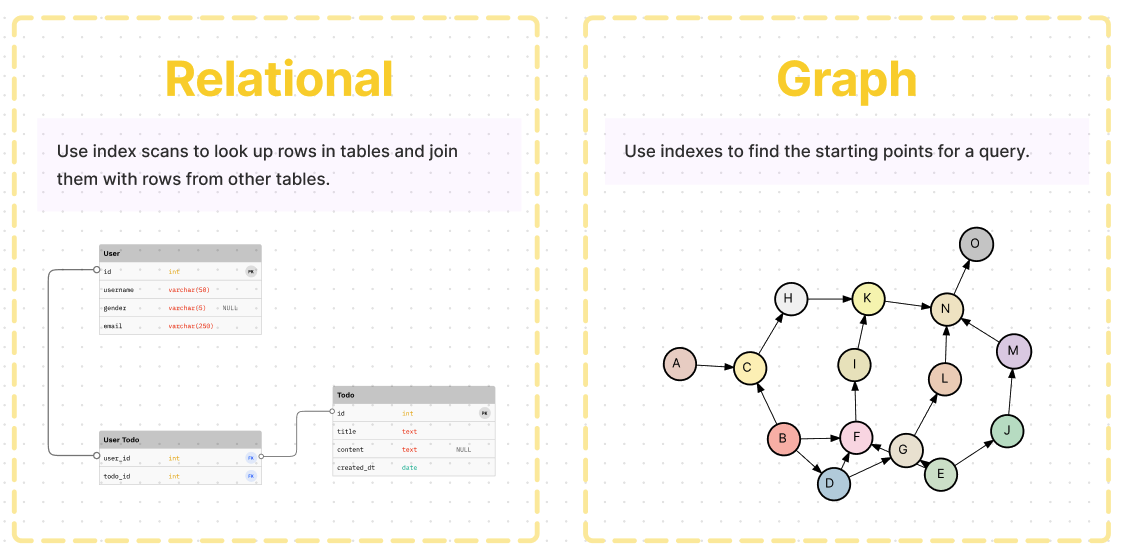 Relational
Use index scans to look up rows in tables and join
them with rows from other tables.
User
id int PK
username varchar(50)
gender varchar(5) NULL
email varchar(250)
User Todo
user_id int FK
todo_id int FK
Todo
id int PK
title text
content text NULL
created_dt date
Graph
Use indexes to find the starting points for a query.
O
H
K
N
A
C
I
L
M
B
F
G
J
D
E